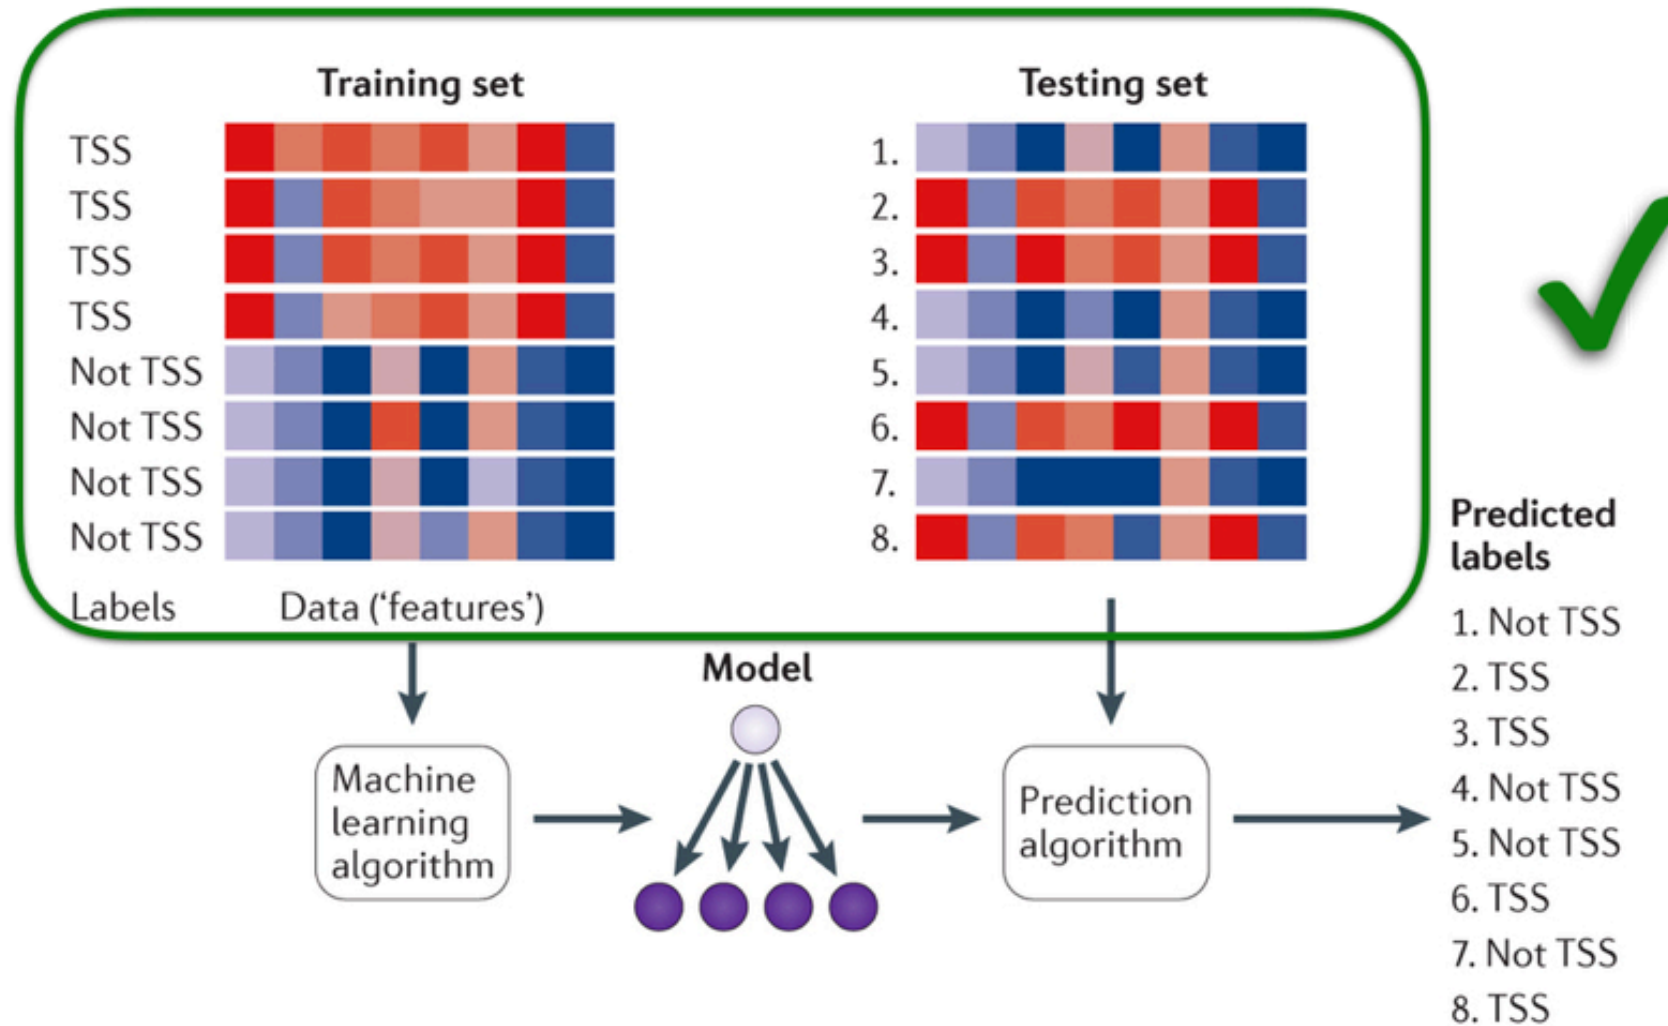 Training set
Testing set
TSS
TSS
TSS
TSS
Not TSS
Not TSS
Not TSS
Not TSS
Labels
Data (‘features’)
1.
2.
3.
4.
5.
6.
7.
8.
Model
Machine
learning
algorithm
Prediction
algorithm
Predicted
labels
1. Not TSS
2. TSS
3. TSS
4. Not TSS
5. Not TSS
6. TSS
7. Not TSS
8. TSS